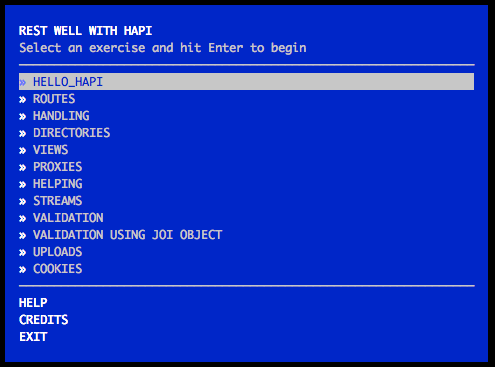 REST WELL WITH HAPI
Select an exercise and hit Enter to begin
» HELLO_HAPI
» ROUTES
» HANDLING
» DIRECTORIES
» VIEWS
» PROXIES
» HELPING
» STREAMS
» VALIDATION
» VALIDATION USING JOI OBJECT
» UPLOADS
» COOKIES
HELP
CREDITS
EXIT